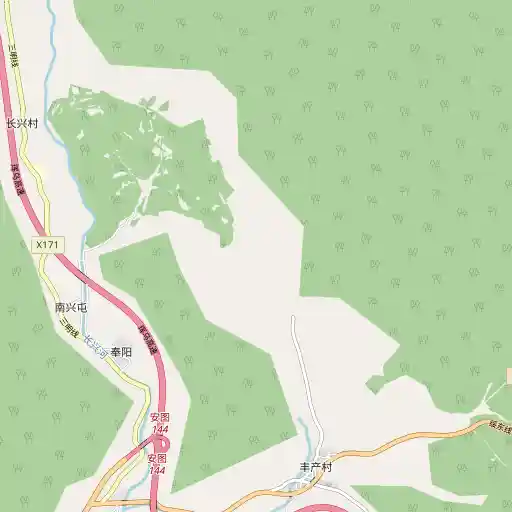 三明线
长兴村
珲乌高速
X171
南兴屯
三明线
长兴河
珲乌高速
奉阳
安图
144
绥东线
安图
144
丰产村